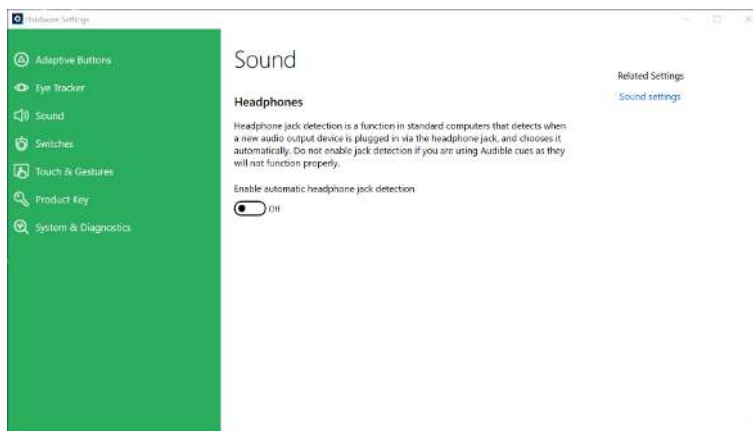 Hardware Settings
Adaptive Buttons
Eye Tracker
Sound
Switches
Touch & Gestures
Product Key
System & Diagnostics
Sound
Headphones
Headphone jack detection is a function in standard computers that detects when
a new audio output device is plugged in via the headphone jack, and chooses it
automatically. Do not enable jack detection if you are using Audible cues as they
will not function properly.
Enable automatic headphone jack detection
Off
Related Settings
Sound settings